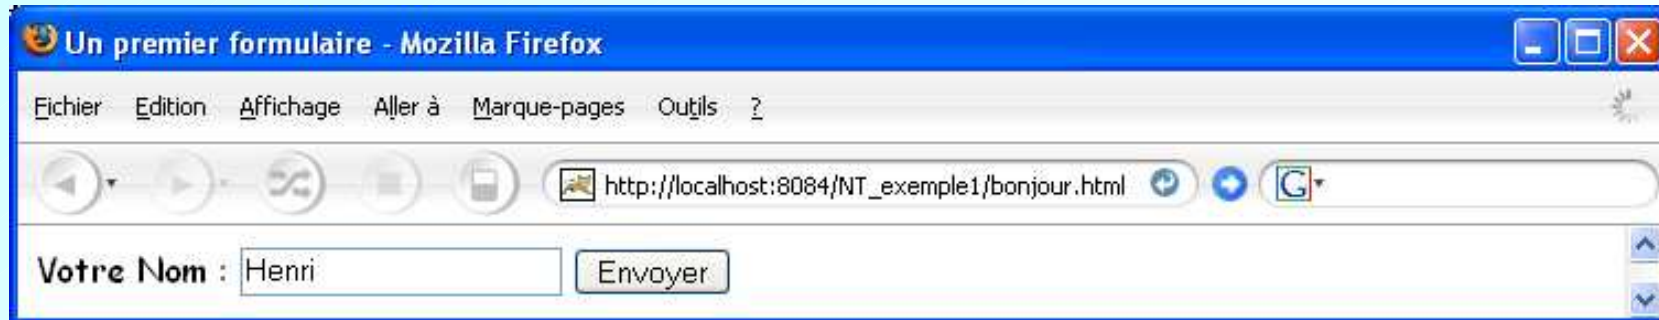 Un premier formulaire - Mozilla Firefox
Fichier Edition Affichage Aller à Marque-pages Outils ?
http://localhost:8084/NT_exemple1/bonjour.html G
Votre Nom : Henri Envoyer